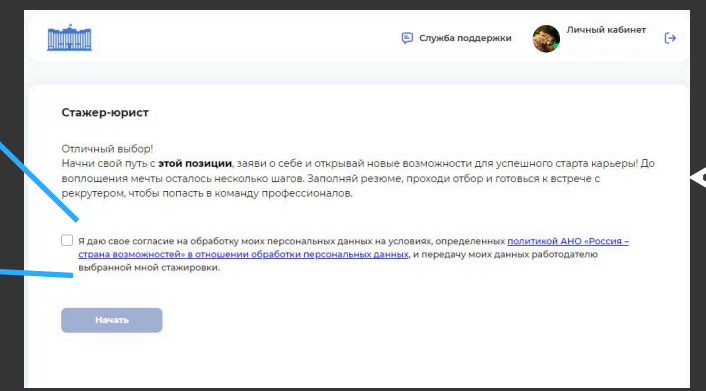 Служба поддержки
Личный кабинет
Стажер-юрист
Отличный выбор!
Начни свой путь с этой позиции, заяви о себе и открывай новые возможности для успешного старта карьеры! До
воплощения мечты осталось несколько шагов. Заполняй резюме, проходи отбор и готовься к встрече с
рекрутером, чтобы попасть в команду профессионалов.
Я даю свое согласие на обработку моих персональных данных на условиях, определенных политикой АНО «Россия –
страна возможностей» в отношении обработки персональных данных, и передачу моих данных работодателю
выбранной мной стажировки.
Начать